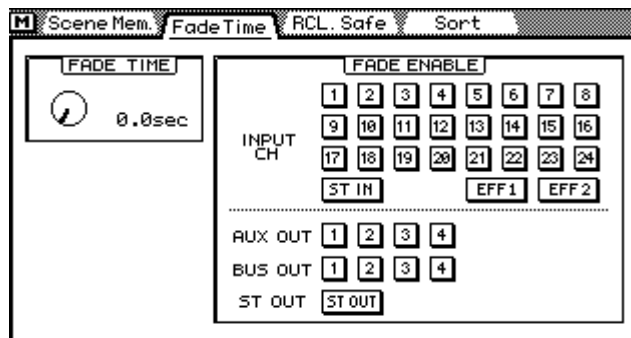 M Scene Mem. Fade Time RCL. Safe Sort
FADE TIME
0.0sec
FADE ENABLE
1 2 3 4 5 6 7 8
INPUT CH
9 10 11 12 13 14 15 16
17 18 19 20 21 22 23 24
ST IN EFF1 EFF2
AUX OUT 1 2 3 4
BUS OUT 1 2 3 4
ST OUT ST OUT